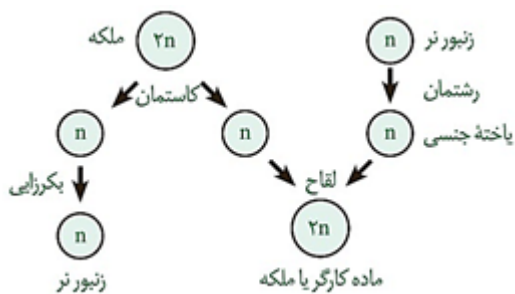 ملکه
۲n
n
زنبور نر
کاستمان
رشتمان
n
n
n
یاختهٔ جنسی
بکرزایی
لقاح
n
۲n
زنبور نر
ماده کارگر یا ملکه